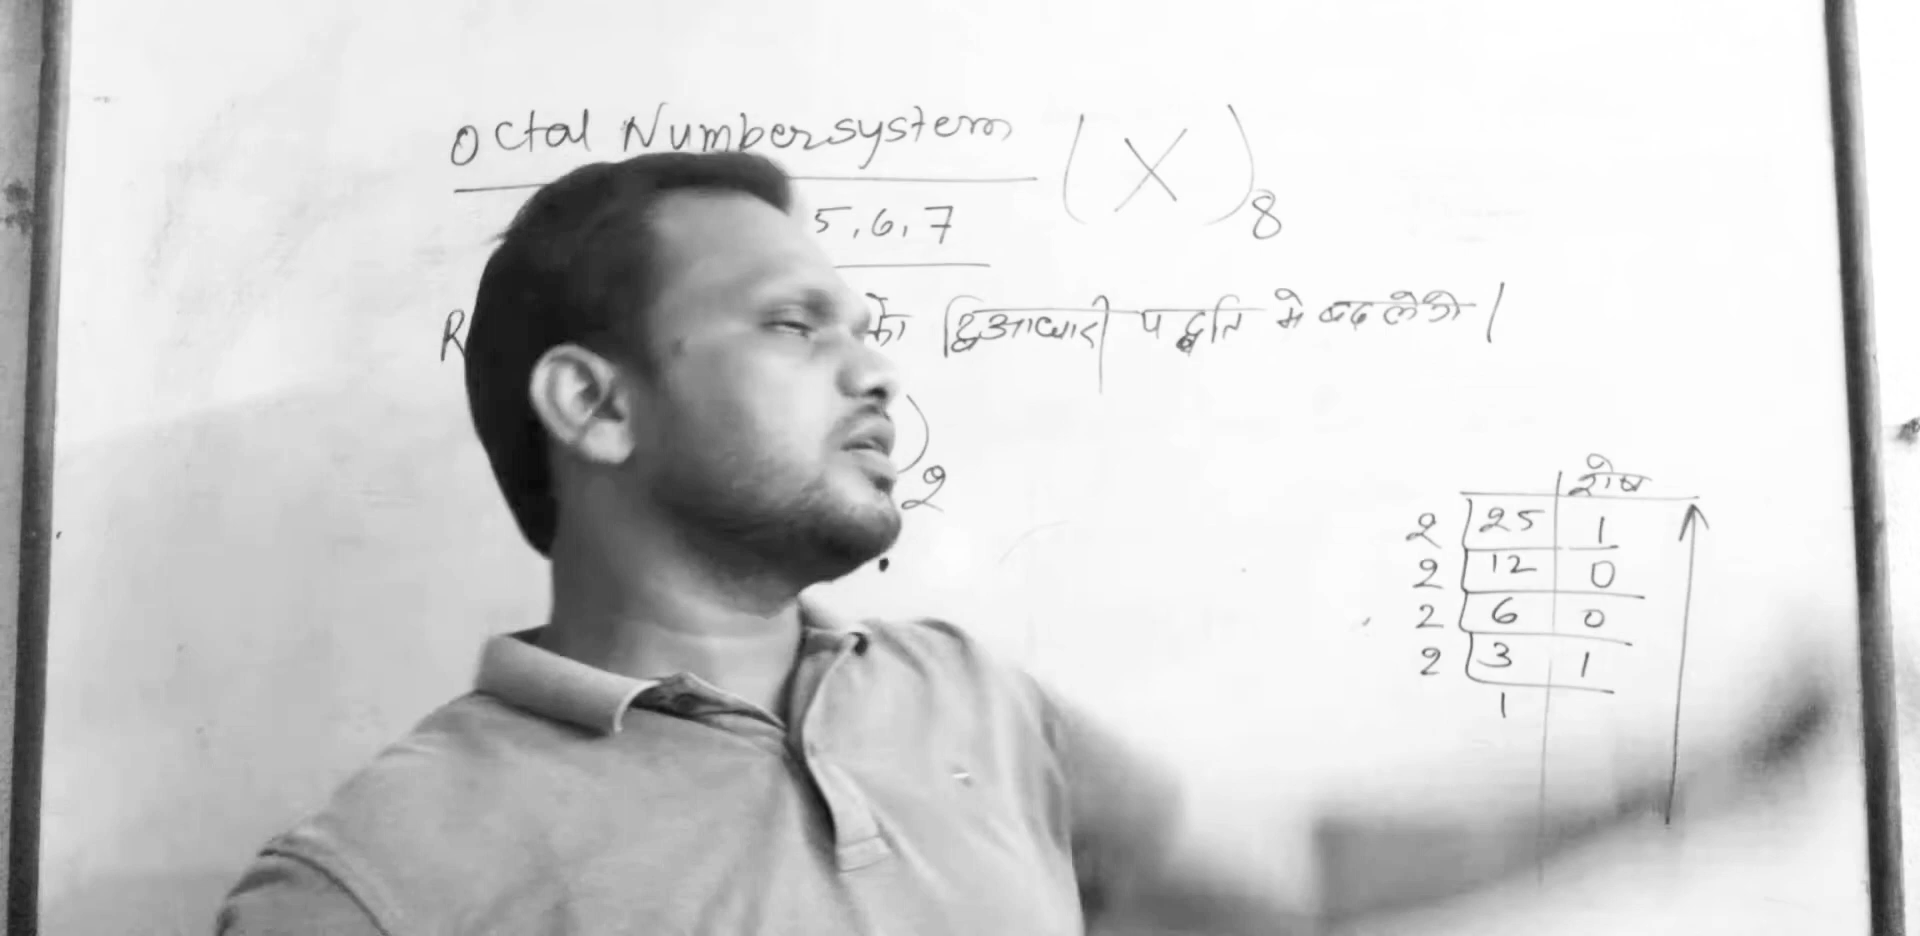 Octal Number system (X)8
5,6,7
R को द्विआधारी पद्धति मे बदलेजी।
)2
शेष
2 25 1
2 12 0
2 6 0
2 3 1
1